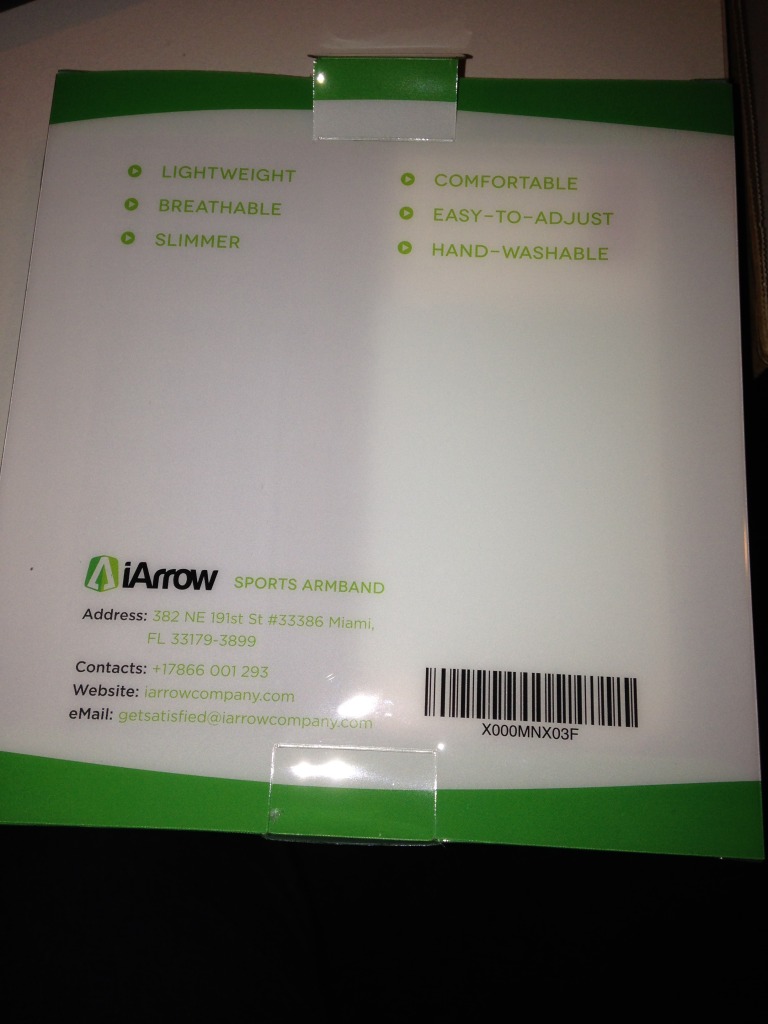 LIGHTWEIGHT
BREATHABLE
SLIMMER
COMFORTABLE
EASY-TO-ADJUST
HAND-WASHABLE
iArrow SPORTS ARMBAND
Address: 382 NE 191st St #33386 Miami,
FL 33179-3899
Contacts: +17866 001 293
Website: iarrowcompany.com
eMail: getsatisfied@iarrowcompany.com
X000MNX03F